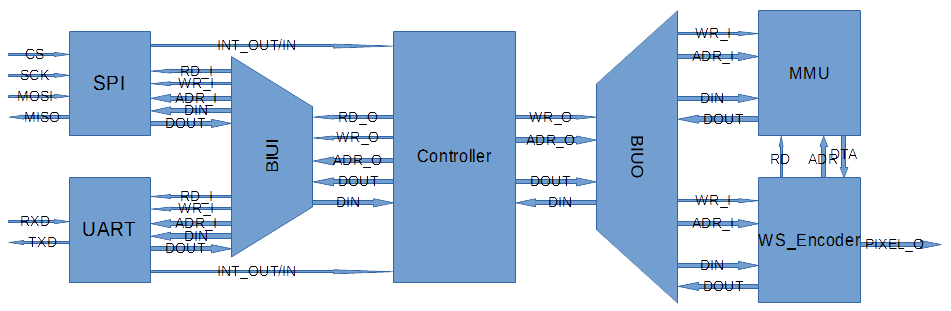 CS
SCK
MOSI
MISO
SPI
INT_OUT/IN
RD_I
WR_I
ADR_I
DIN
DOUT
RXD
TXD
UART
RD_I
WR_I
ADR_I
DIN
DOUT
INT_OUT/IN
BIUI
RD_O
WR_O
ADR_O
DOUT
DIN
Controller
WR_O
ADR_O
DOUT
DIN
BIUO
WR_I
ADR_I
DIN
DOUT
MMU
RD
ADR
DTA
WR_I
ADR_I
DIN
DOUT
WS_Encoder
PIXEL_O